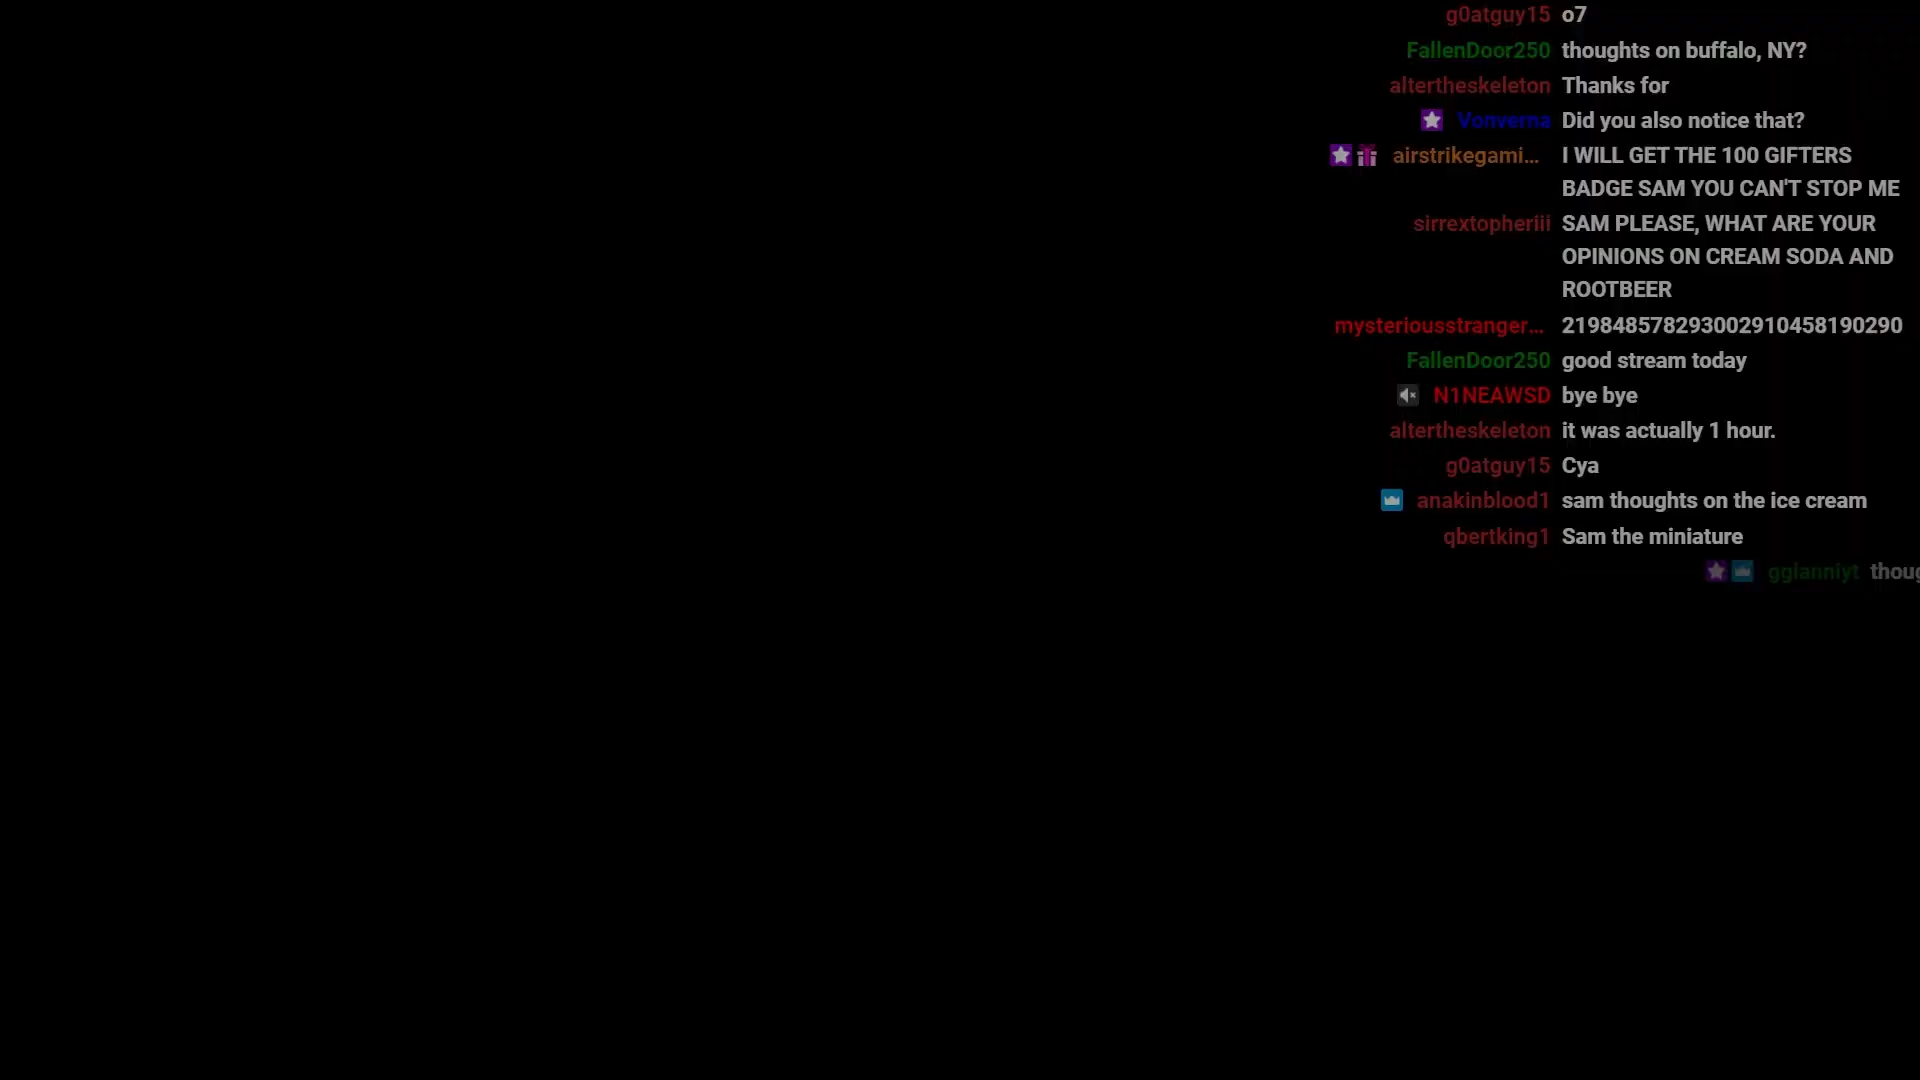 g0atguy15 o7
FallenDoor250 thoughts on buffalo, NY?
altertheskeleton Thanks for
Vonverna Did you also notice that?
airstrikegami... I WILL GET THE 100 GIFTERS
BADGE SAM YOU CAN'T STOP ME
sirrextopheriii SAM PLEASE, WHAT ARE YOUR
OPINIONS ON CREAM SODA AND
ROOTBEER
mysteriousstranger... 219848578293002910458190290
FallenDoor250 good stream today
N1NEAWSD bye bye
altertheskeleton it was actually 1 hour.
g0atguy15 Cya
anakinblood1 sam thoughts on the ice cream
qbertking1 Sam the miniature